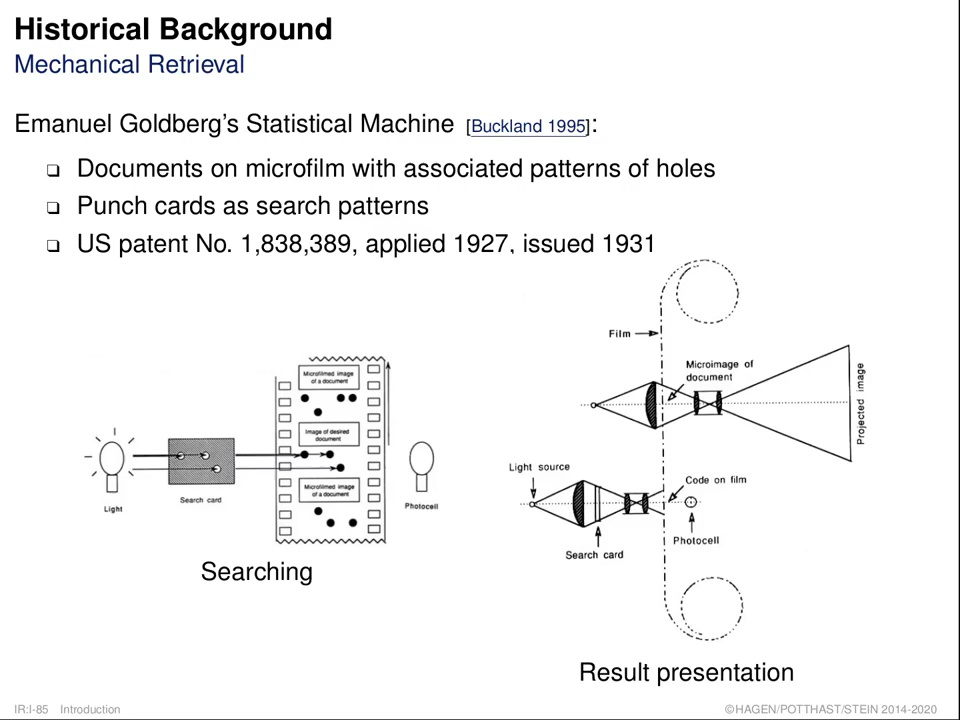 Historical Background
Mechanical Retrieval
Emanuel Goldberg's Statistical Machine [Buckland 1995]:
❑ Documents on microfilm with associated patterns of holes
❑ Punch cards as search patterns
❑ US patent No. 1,838,389, applied 1927, issued 1931
Microfilmed image
of a document
Image of desired
document
Microfilmed image
of a document
Light
Search card
Photocell
Searching
Film
Microimage of
document
Projected image
Light source
Code on film
Search card
Photocell
Result presentation
IR:I-85 Introduction
©HAGEN/POTTHAST/STEIN 2014-2020